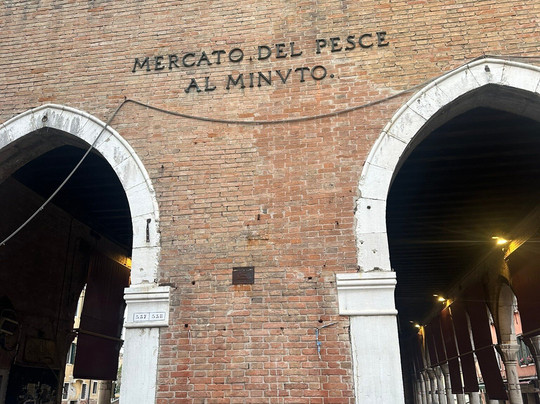 MERCATO. DEL PESCE
AL MINVTO.